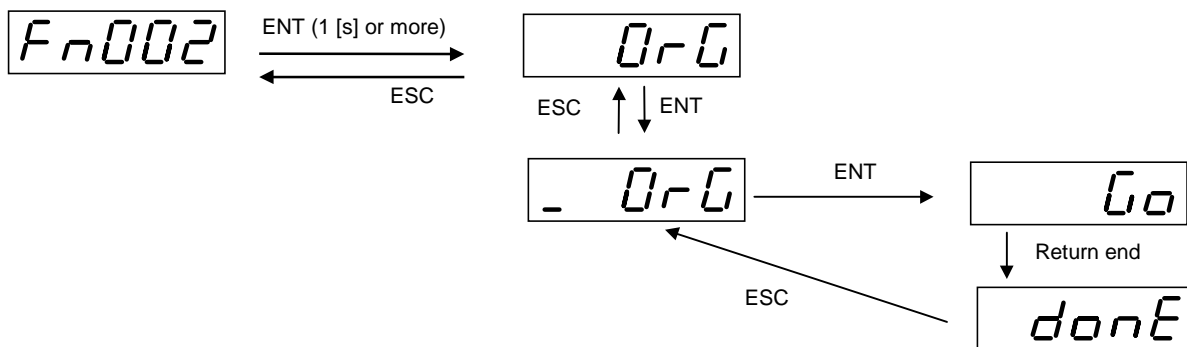 Fn002
ENT (1 [s] or more)
OrG
ESC
ESC
ENT
_ OrG
ENT
Go
Return end
ESC
donE